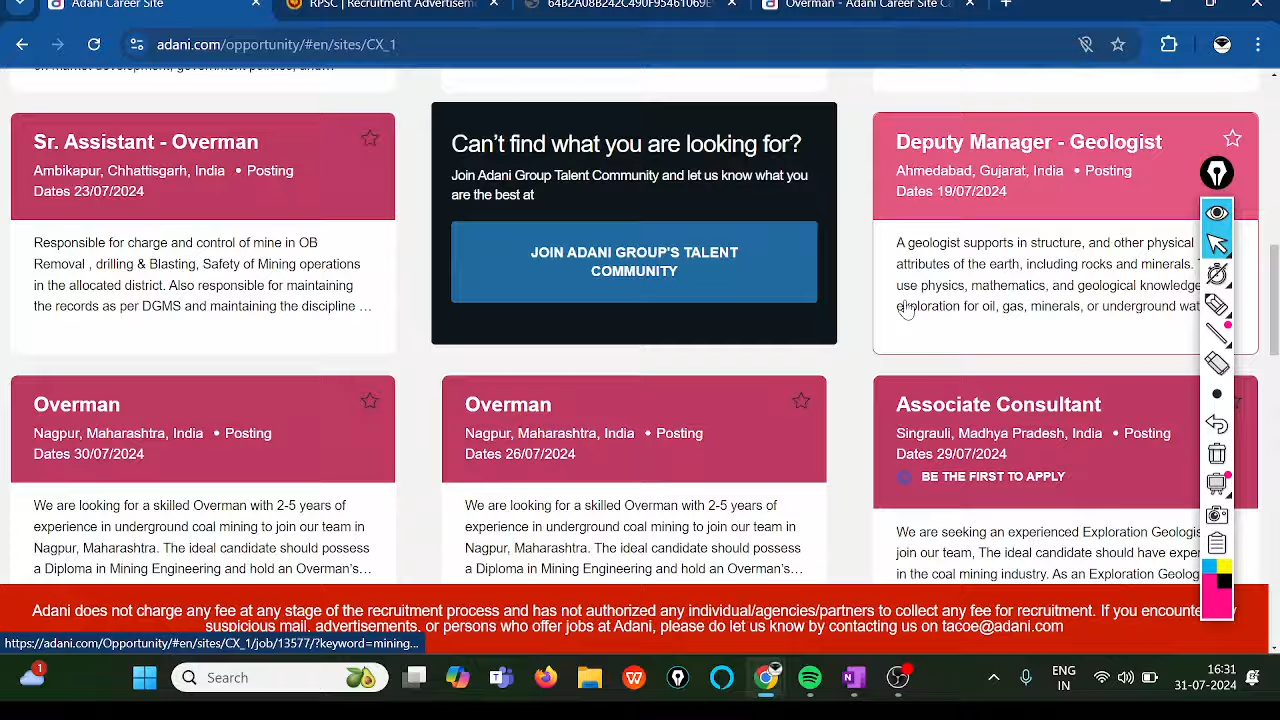 Adani Career Site
RPSC | Recruitment Advertisem
64B2A08B242C490F95461069E
Overman - Adani Career Site Ca
adani.com/opportunity/#en/sites/CX_1
on market development, government policies, and…
Sr. Assistant - Overman
Ambikapur, Chhattisgarh, India • Posting
Dates 23/07/2024
Responsible for charge and control of mine in OB
Removal , drilling & Blasting, Safety of Mining operations
in the allocated district. Also responsible for maintaining
the records as per DGMS and maintaining the discipline …
Can’t find what you are looking for?
Join Adani Group Talent Community and let us know what you
are the best at
JOIN ADANI GROUP'S TALENT
COMMUNITY
Deputy Manager - Geologist
Ahmedabad, Gujarat, India • Posting
Dates 19/07/2024
A geologist supports in structure, and other physical
attributes of the earth, including rocks and minerals.
use physics, mathematics, and geological knowledge
exploration for oil, gas, minerals, or underground wat
Overman
Nagpur, Maharashtra, India • Posting
Dates 30/07/2024
We are looking for a skilled Overman with 2-5 years of
experience in underground coal mining to join our team in
Nagpur, Maharashtra. The ideal candidate should possess
a Diploma in Mining Engineering and hold an Overman’s…
Overman
Nagpur, Maharashtra, India • Posting
Dates 26/07/2024
We are looking for a skilled Overman with 2-5 years of
experience in underground coal mining to join our team in
Nagpur, Maharashtra. The ideal candidate should possess
a Diploma in Mining Engineering and hold an Overman’s…
Associate Consultant
Singrauli, Madhya Pradesh, India • Posting
Dates 29/07/2024
BE THE FIRST TO APPLY
We are seeking an experienced Exploration Geologis
join our team, The ideal candidate should have exper
in the coal mining industry. As an Exploration Geolog
Adani does not charge any fee at any stage of the recruitment process and has not authorized any individual/agencies/partners to collect any fee for recruitment. If you encounte y
suspicious mail, advertisements, or persons who offer jobs at Adani, please do let us know by contacting us on tacoe@adani.com
https://adani.com/Opportunity/#en/sites/CX_1/job/13577/?keyword=mining...
1
Search
ENG
IN
16:31
31-07-2024